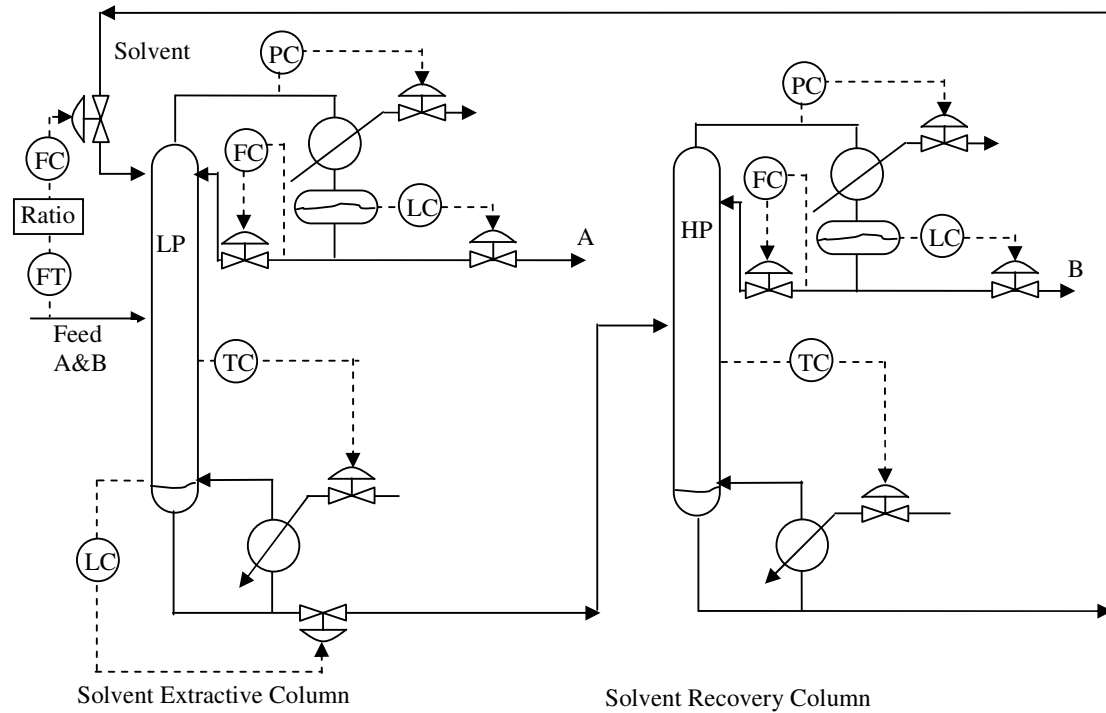 Solvent
PC
PC
FC
FC
FC
Ratio
LC
LC
LP
HP
A
B
FT
Feed
A&B
TC
TC
LC
Solvent Extractive Column
Solvent Recovery Column